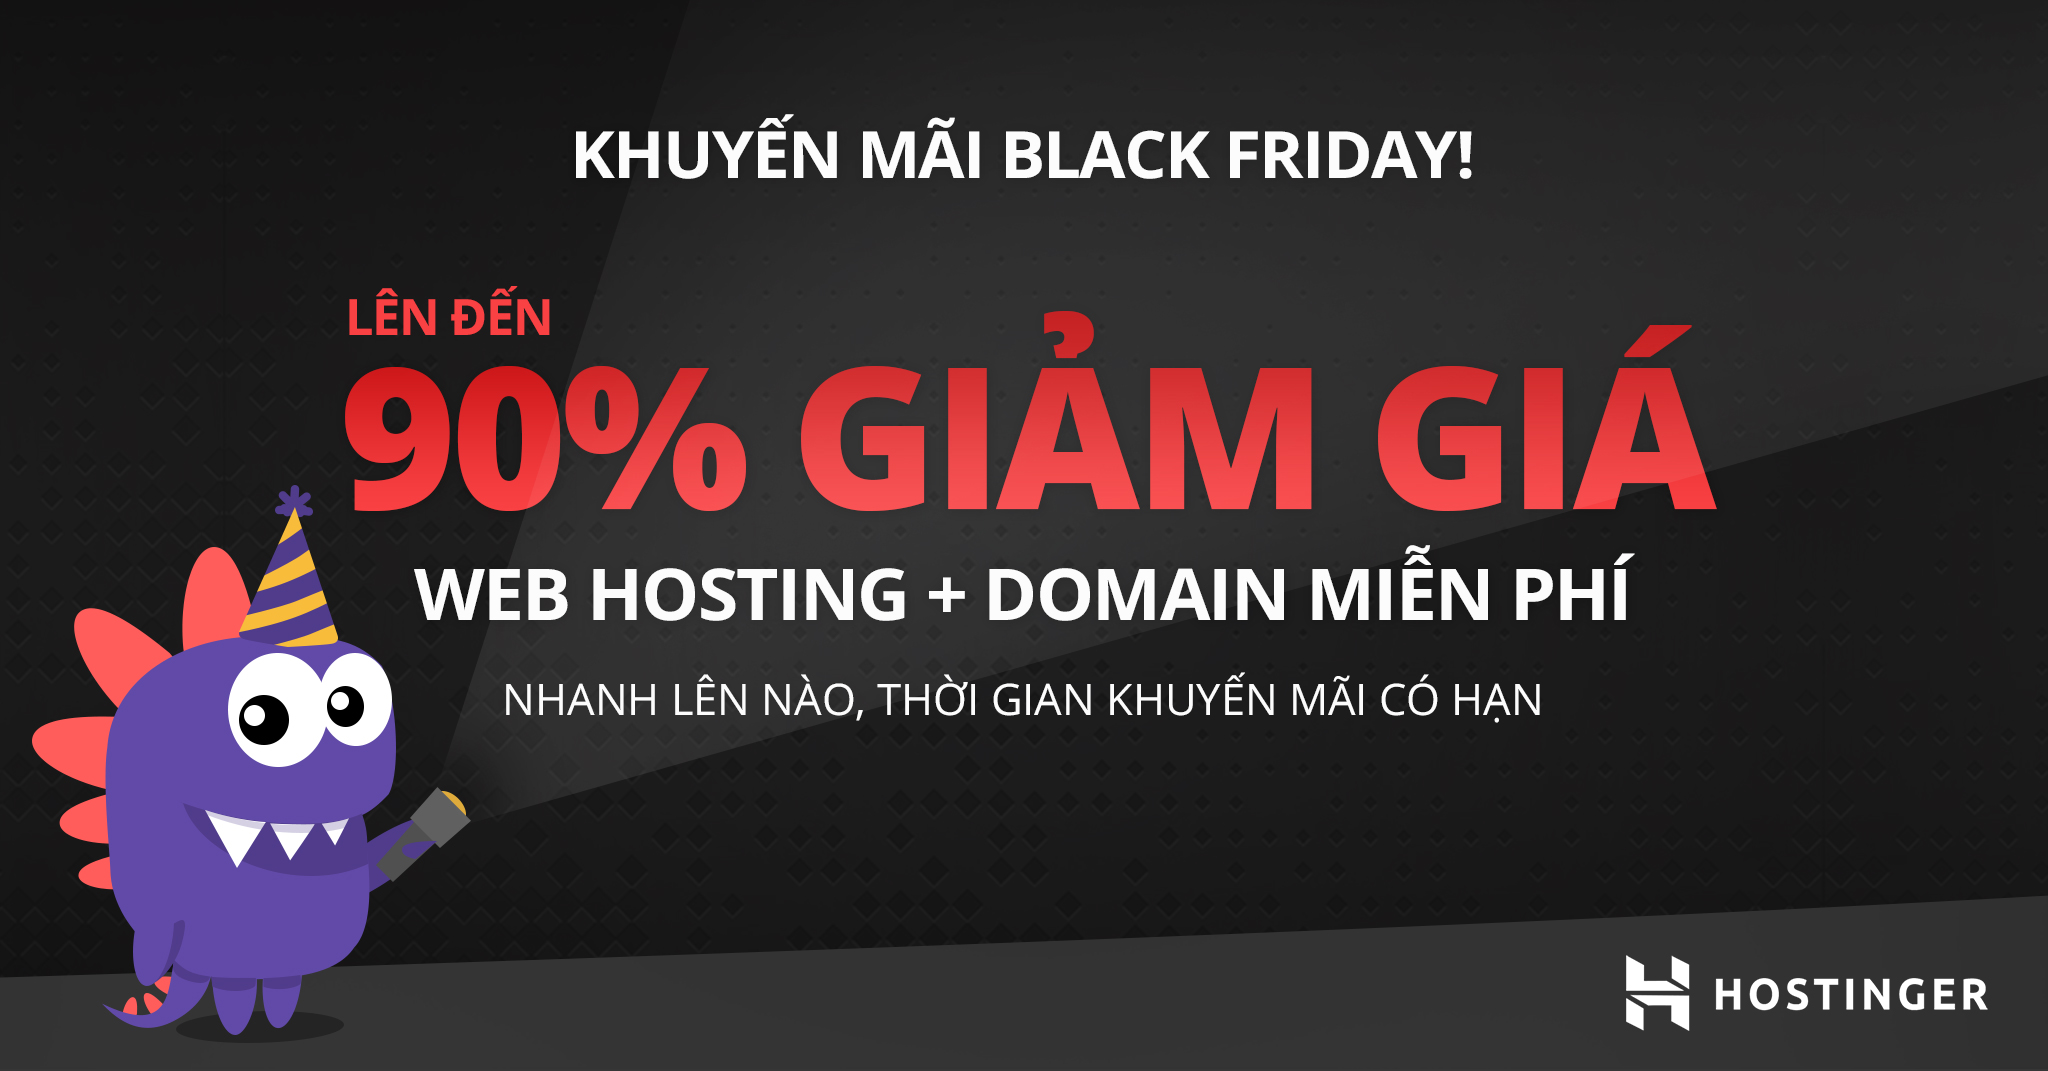 KHUYẾN MÃI BLACK FRIDAY!
LÊN ĐẾN
90% GIẢM GIÁ
WEB HOSTING + DOMAIN MIỄN PHÍ
NHANH LÊN NÀO, THỜI GIAN KHUYẾN MÃI CÓ HẠN
HOSTINGER